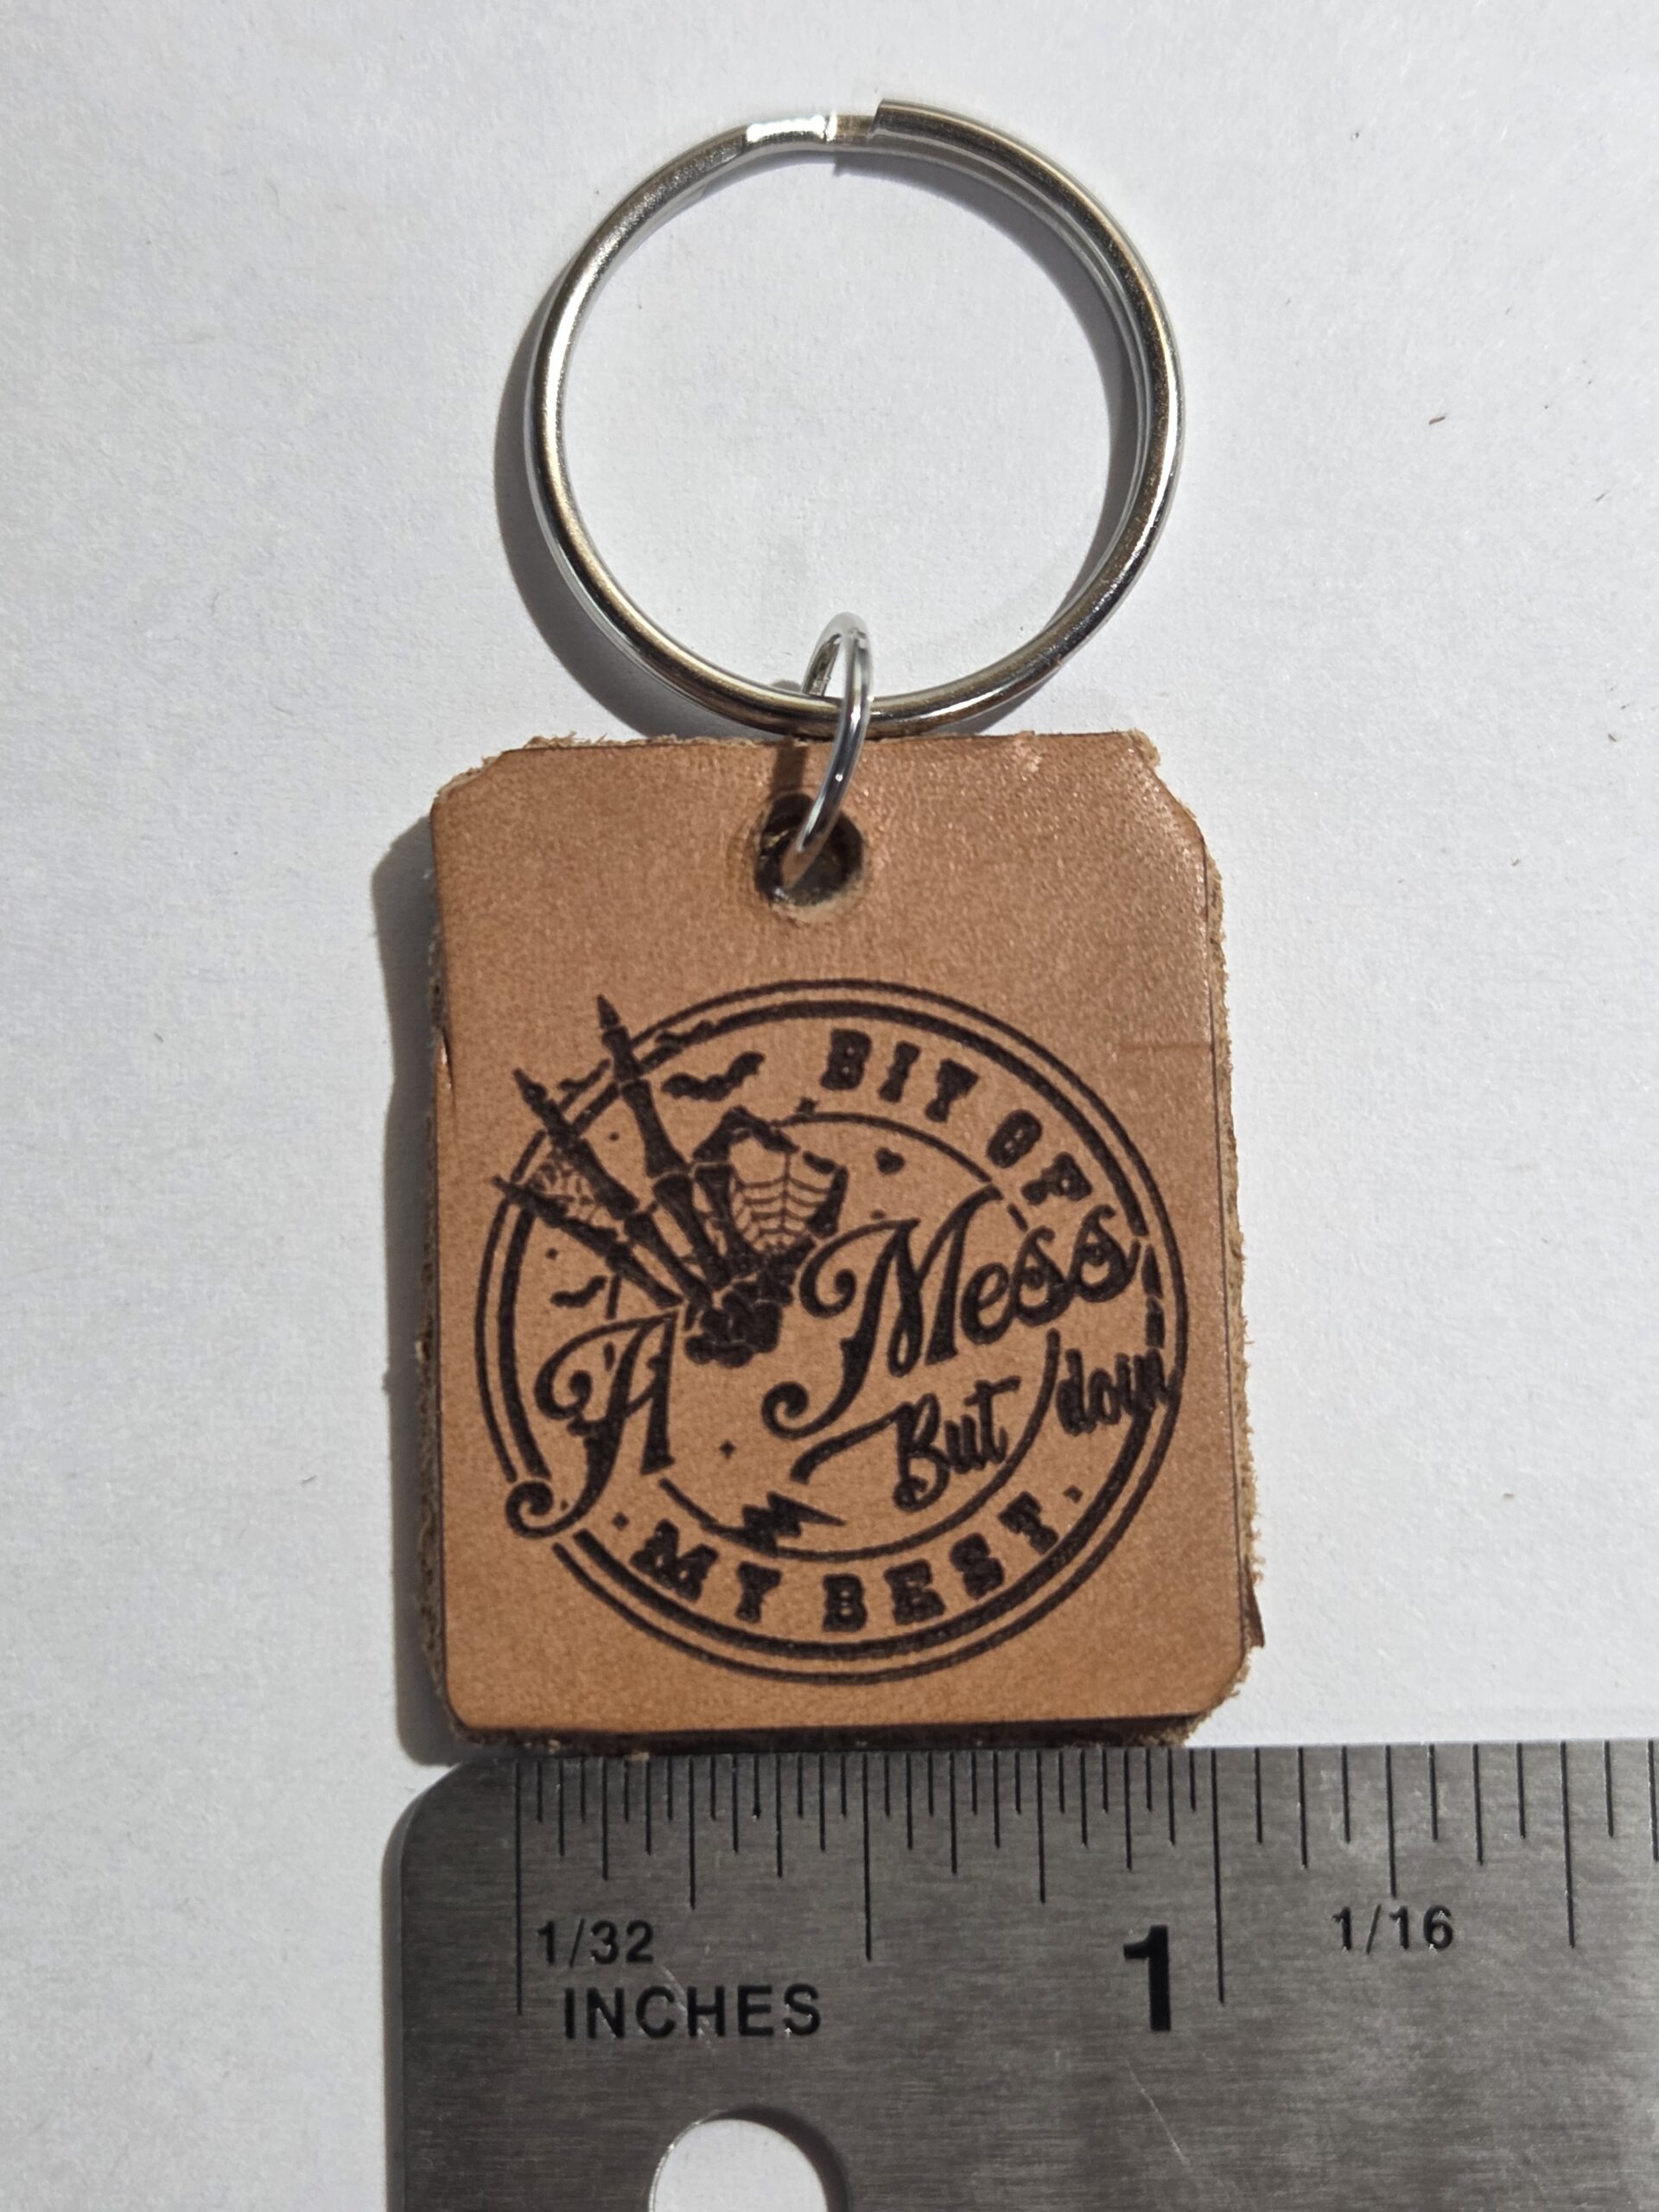 BIT OF
A Mess
But doin
MY BEST
1/32 1/16
INCHES 1